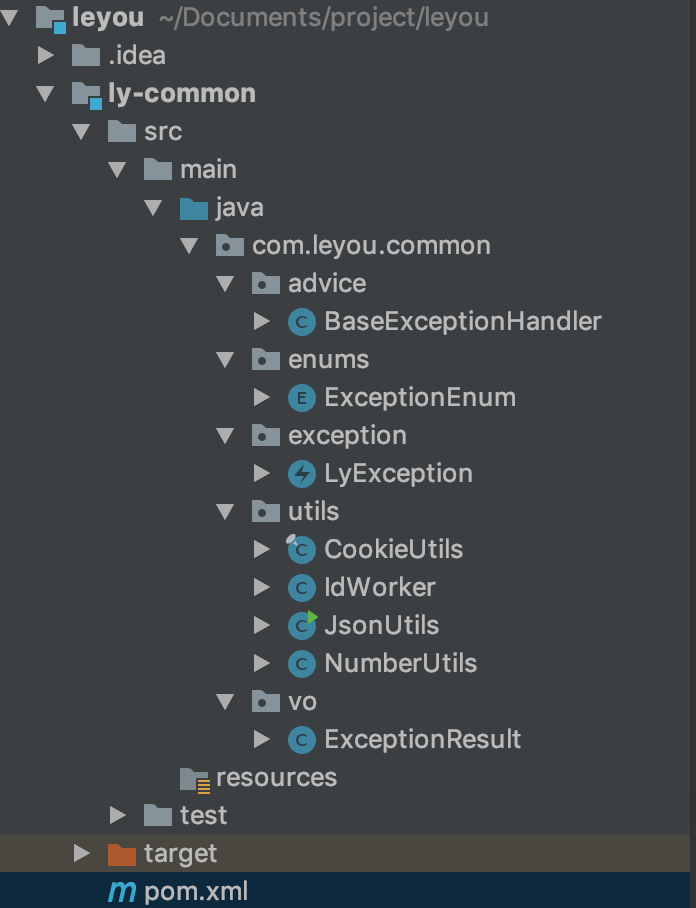 leyou ~/Documents/project/leyou
.idea
ly-common
src
main
java
com.leyou.common
advice
C BaseExceptionHandler
enums
E ExceptionEnum
exception
LyException
utils
C CookieUtils
C IdWorker
C JsonUtils
C NumberUtils
vo
C ExceptionResult
resources
test
target
m pom.xml